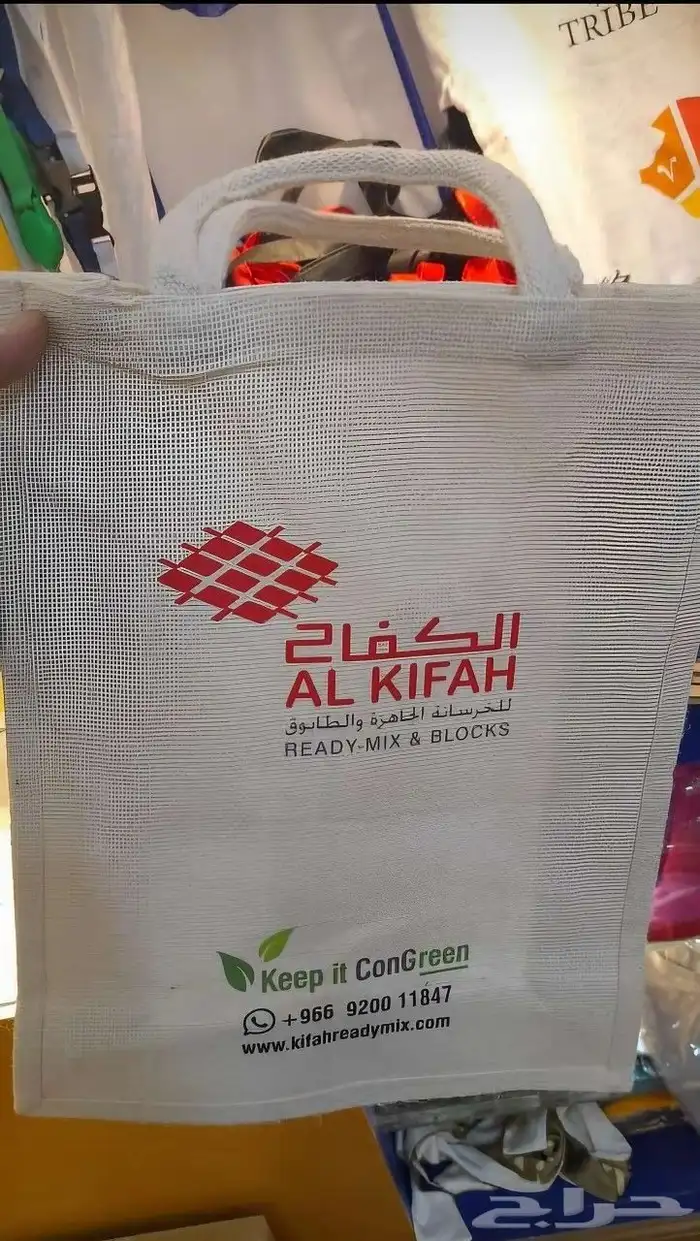 TRIBE
الكفاح
AL KIFAH
للخرسانة الجاهزة والطابوق
READY-MIX & BLOCKS
Keep it ConGreen
+966 9200 11847
www.kifahreadymix.com
حراج